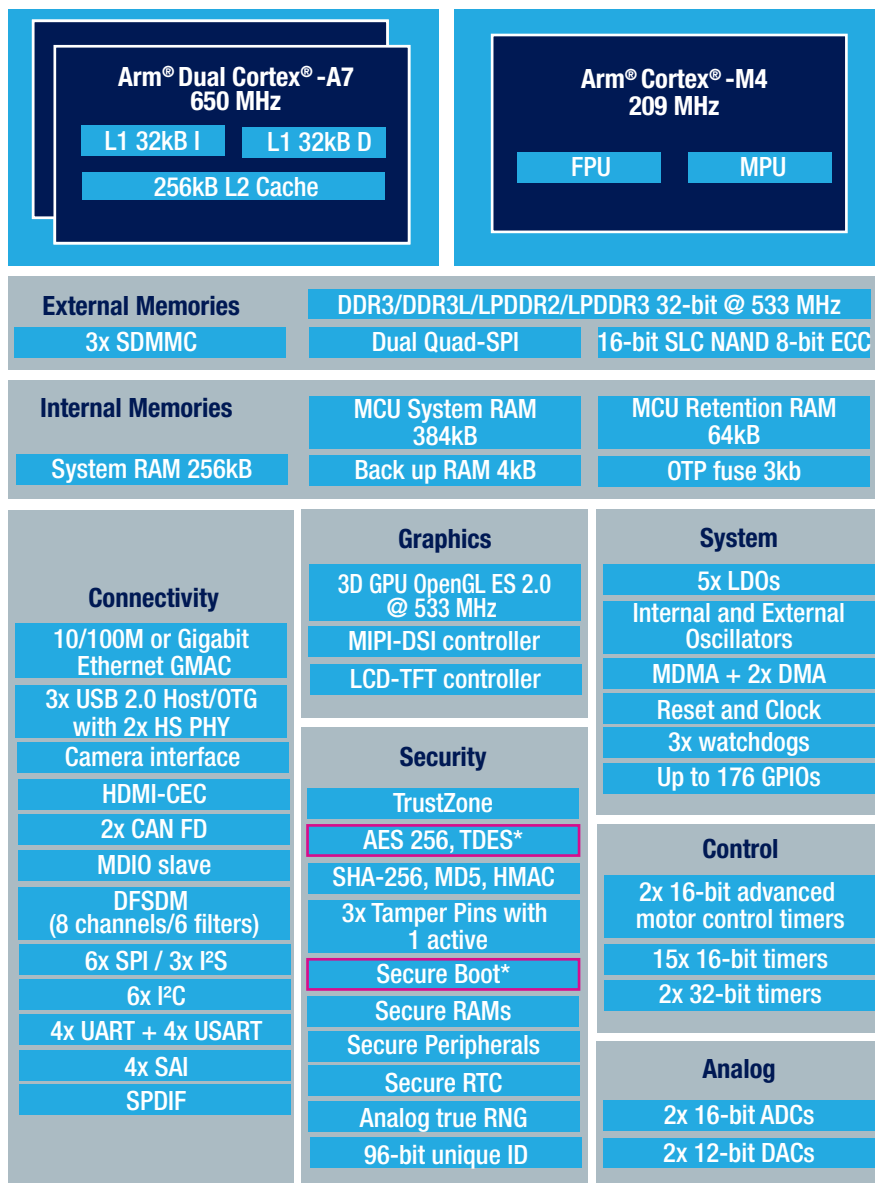 Arm® Dual Cortex® -A7
650 MHz
L1 32kB I
L1 32kB D
256kB L2 Cache
Arm® Cortex® -M4
209 MHz
FPU
MPU
External Memories
DDR3/DDR3L/LPDDR2/LPDDR3 32-bit @ 533 MHz
3x SDMMC
Dual Quad-SPI
16-bit SLC NAND 8-bit ECC
Internal Memories
MCU System RAM
384kB
MCU Retention RAM
64kB
System RAM 256kB
Back up RAM 4kB
OTP fuse 3kb
Connectivity
10/100M or Gigabit
Ethernet GMAC
3x USB 2.0 Host/OTG
with 2x HS PHY
Camera interface
HDMI-CEC
2x CAN FD
MDIO slave
DFSDM
(8 channels/6 filters)
6x SPI / 3x I²S
6x I²C
4x UART + 4x USART
4x SAI
SPDIF
Graphics
3D GPU OpenGL ES 2.0
@ 533 MHz
MIPI-DSI controller
LCD-TFT controller
Security
TrustZone
AES 256, TDES*
SHA-256, MD5, HMAC
3x Tamper Pins with
1 active
Secure Boot*
Secure RAMs
Secure Peripherals
Secure RTC
Analog true RNG
96-bit unique ID
System
5x LDOs
Internal and External
Oscillators
MDMA + 2x DMA
Reset and Clock
3x watchdogs
Up to 176 GPIOs
Control
2x 16-bit advanced
motor control timers
15x 16-bit timers
2x 32-bit timers
Analog
2x 16-bit ADCs
2x 12-bit DACs